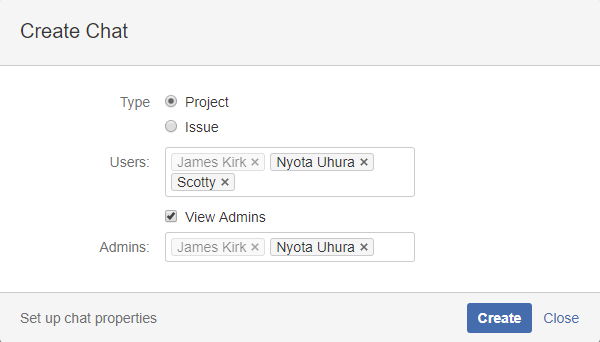 Create Chat
Type Project
Issue
Users: James Kirk × Nyota Uhura ×
Scotty ×
View Admins
Admins: James Kirk × Nyota Uhura ×
Set up chat properties Create Close